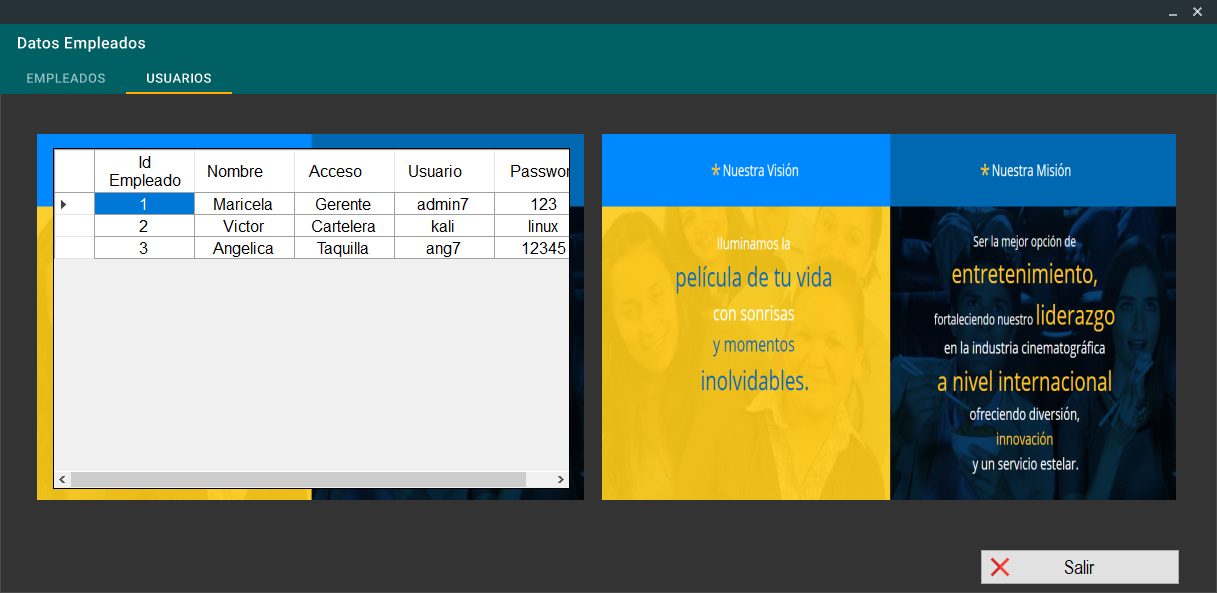 Datos Empleados
EMPLEADOS USUARIOS
Id Empleado Nombre Acceso Usuario Passwor
1 Maricela Gerente admin7 123
2 Victor Cartelera kali linux
3 Angelica Taquilla ang7 12345
*Nuestra Visión
Iluminamos la
película de tu vida
con sonrisas
y momentos
inolvidables.
*Nuestra Misión
Ser la mejor opción de
entretenimiento,
fortaleciendo nuestro liderazgo
en la industria cinematográfica
a nivel internacional
ofreciendo diversión,
innovación
y un servicio estelar.
Salir